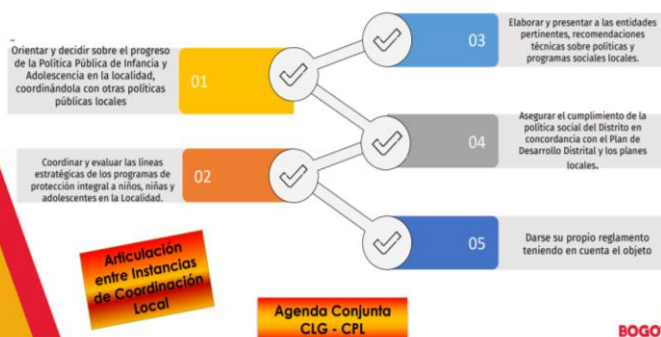 Orientar y decidir sobre el progreso
de la Política Pública de Infancia y
Adolescencia en la localidad,
coordinándola con otras políticas
públicas locales
01
Coordinar y evaluar las líneas
estratégicas de los programas de
protección integral a niños, niñas y
adolescentes en la Localidad.
02
03
Elaborar y presentar a las entidades
pertinentes, recomendaciones
técnicas sobre políticas y
programas sociales locales.
04
Asegurar el cumplimiento de la
política social del Distrito en
concordancia con el Plan de
Desarrollo Distrital y los planes
locales.
05
Darse su propio reglamento
teniendo en cuenta el objeto
Articulación
entre Instancias
de Coordinación
Local
Agenda Conjunta
CLG - CPL
BOGOT